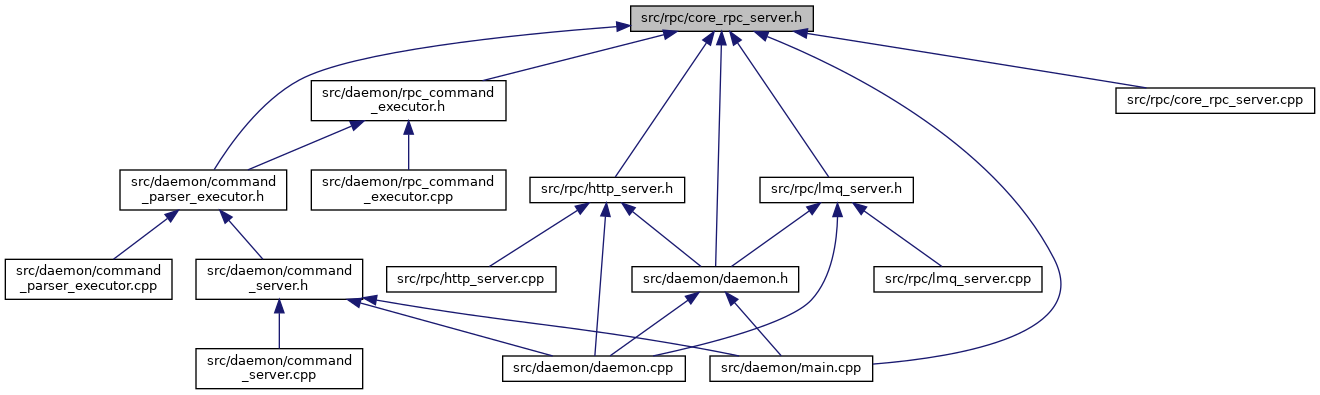 src/rpc/core_rpc_server.h
src/daemon/rpc_command
_executor.h
src/rpc/core_rpc_server.cpp
src/daemon/command
_parser_executor.h
src/daemon/rpc_command
_executor.cpp
src/rpc/http_server.h
src/rpc/lmq_server.h
src/daemon/command
_parser_executor.cpp
src/daemon/command
_server.h
src/rpc/http_server.cpp
src/daemon/daemon.h
src/rpc/lmq_server.cpp
src/daemon/command
_server.cpp
src/daemon/daemon.cpp
src/daemon/main.cpp